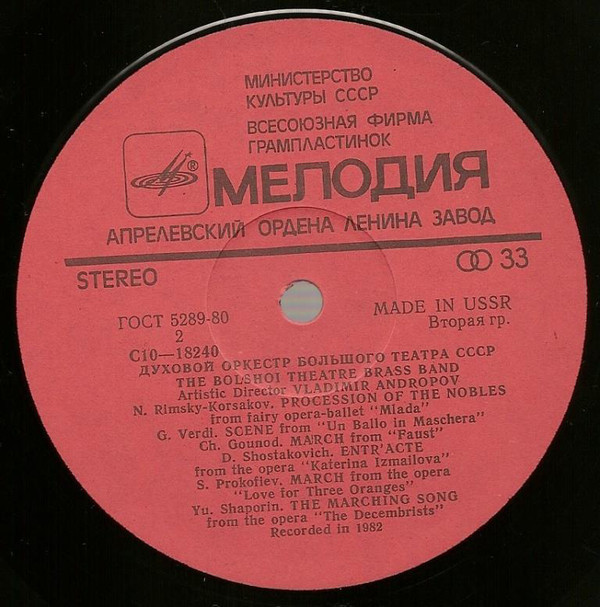 МИНИСТЕРСТВО
КУЛЬТУРЫ СССР
ВСЕСОЮЗНАЯ ФИРМА
ГРАМПЛАСТИНОК
®
МЕЛОДИЯ
АПРЕЛЕВСКИЙ ОРДЕНА ЛЕНИНА ЗАВОД
STEREO
33
ГОСТ 5289-80
MADE IN USSR
2
Вторая гр.
С10—18240
ДУХОВОЙ ОРКЕСТР БОЛЬШОГО ТЕАТРА СССР
THE BOLSHOI THEATRE BRASS BAND
Artistic Director VLADIMIR ANDROPOV
N. Rimsky-Korsakov. PROCESSION OF THE NOBLES
from fairy opera-ballet "Mlada"
G. Verdi. SCENE from "Un Ballo in Maschera"
Ch. Gounod. MARCH from "Faust"
D. Shostakovich. ENTR'ACTE
from the opera "Katerina Izmailova"
S. Prokofiev. MARCH from the opera
"Love for Three Oranges"
Yu. Shaporin. THE MARCHING SONG
from the opera "The Decembrists"
Recorded in 1982